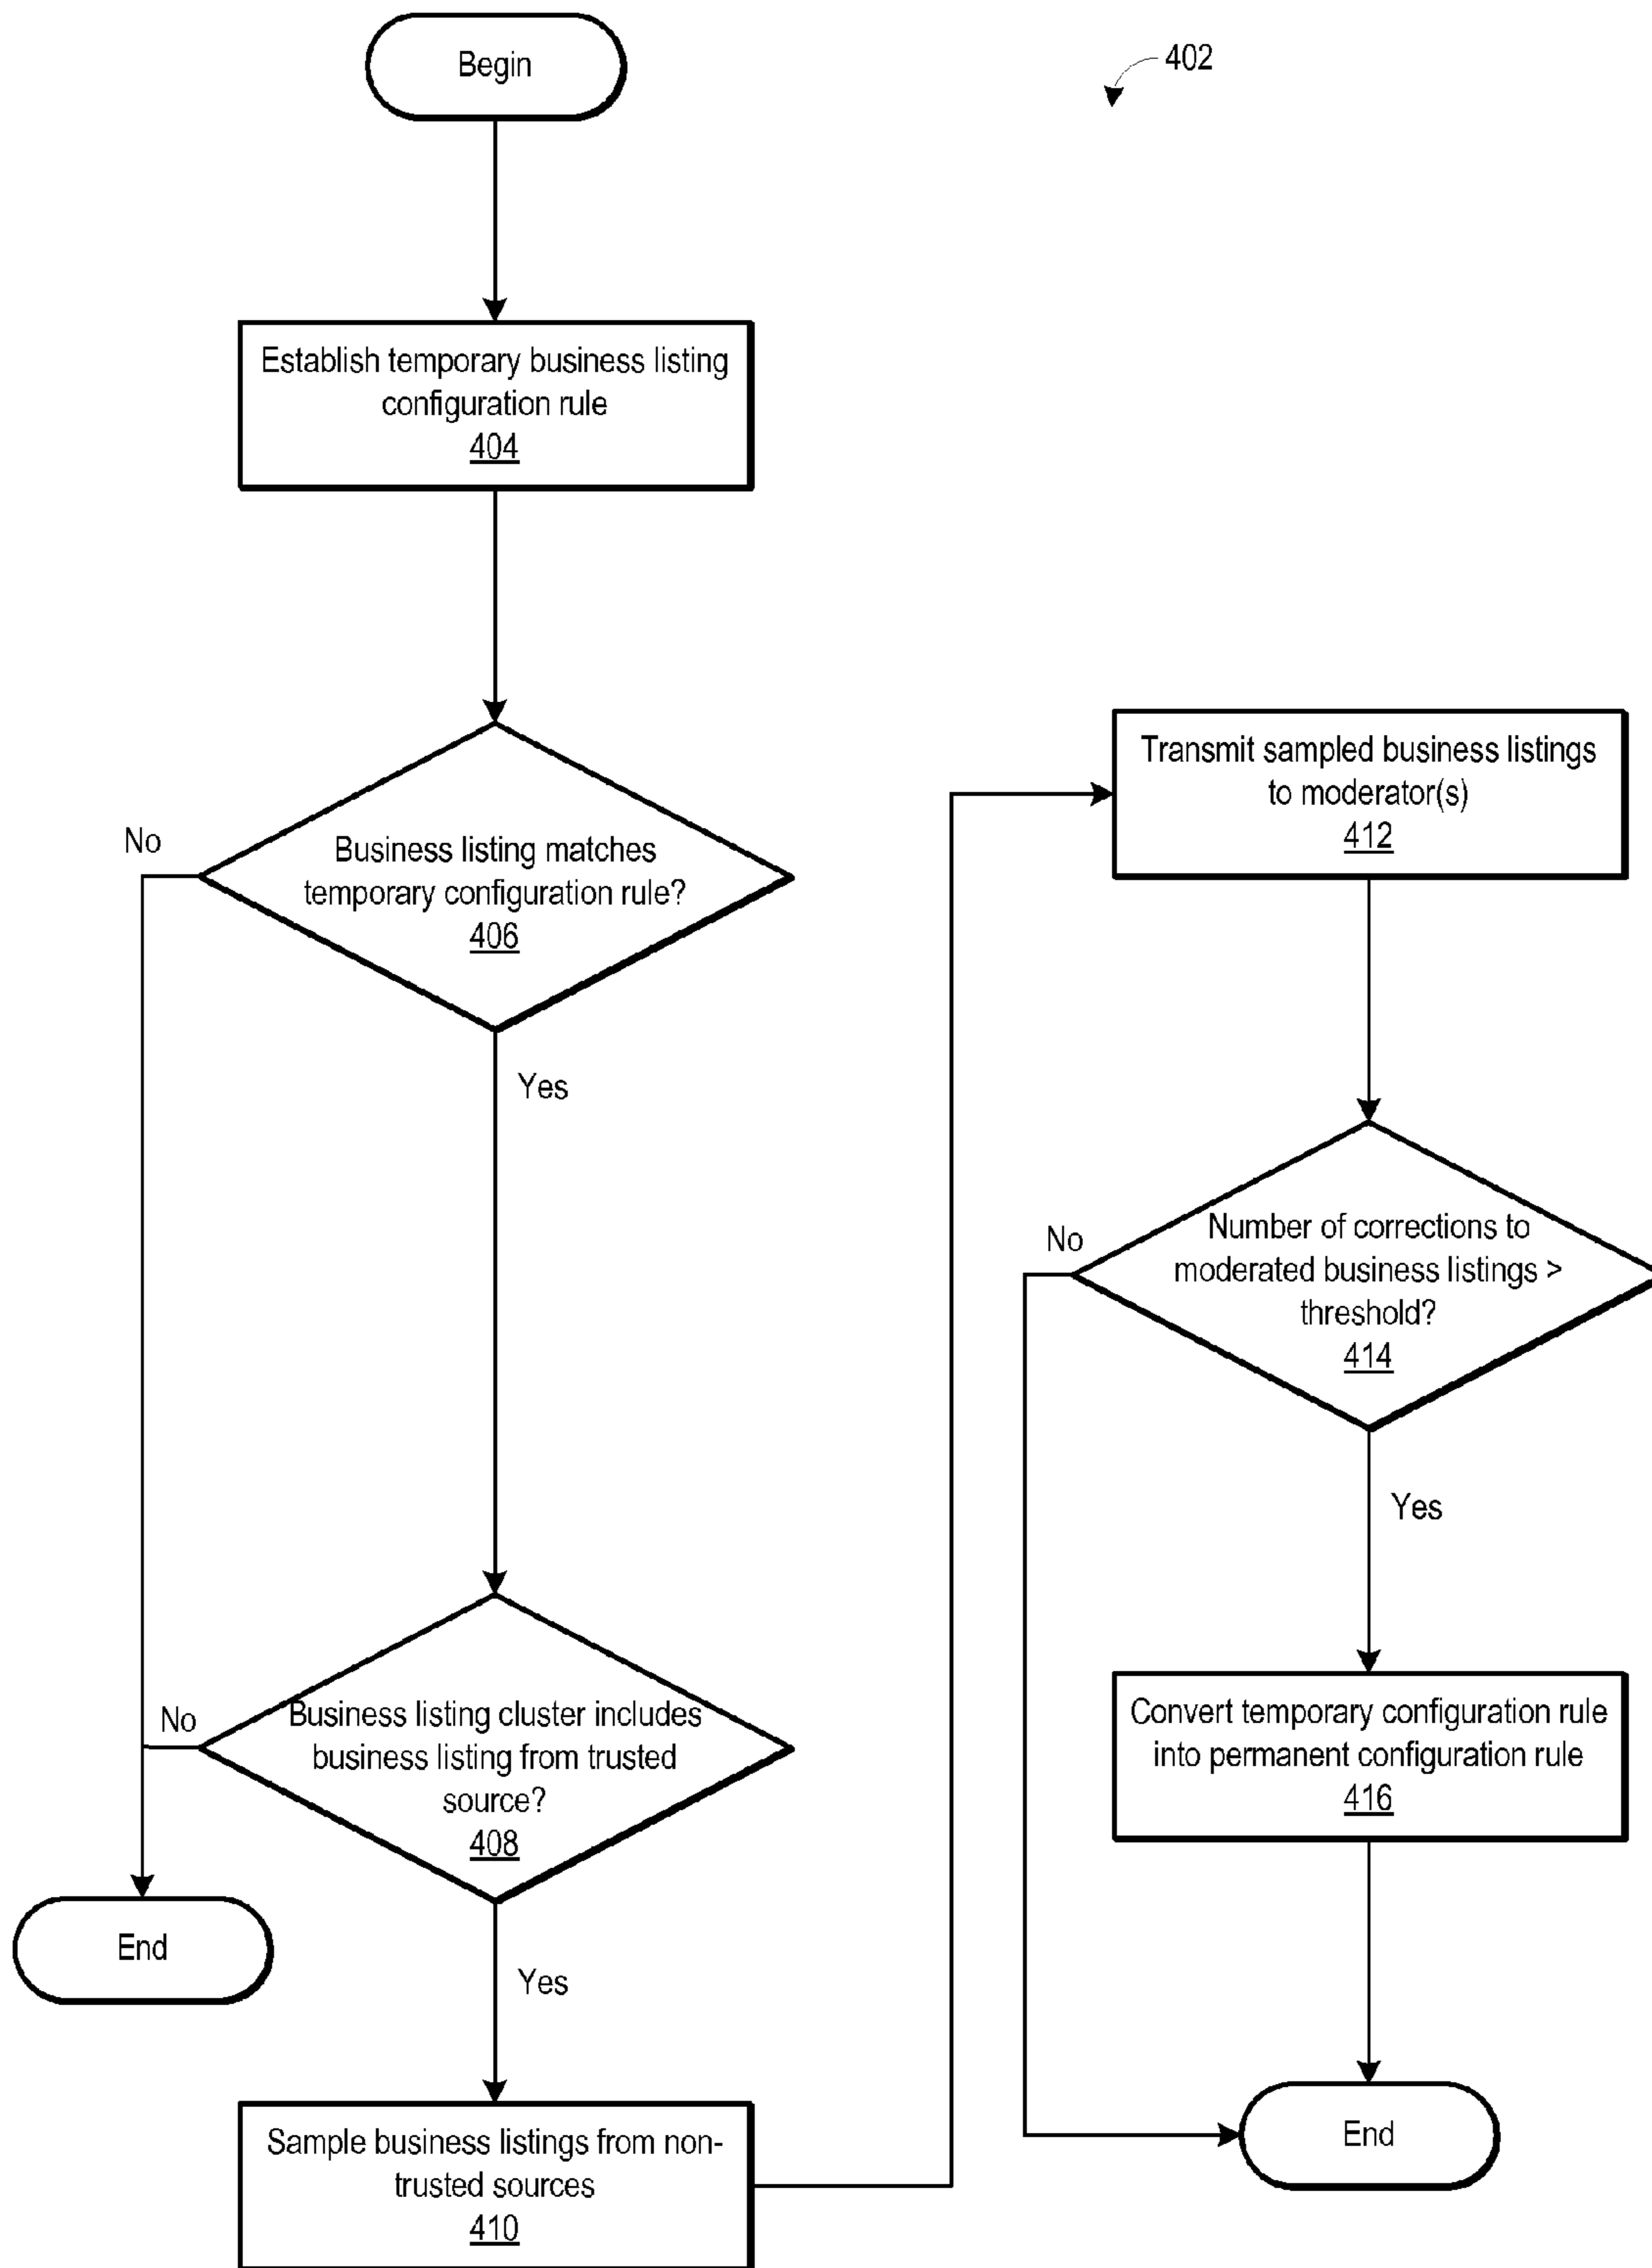 Begin
402
Establish temporary business listing
configuration rule
404
No
Business listing matches
temporary configuration rule?
406
Yes
No
Business listing cluster includes
business listing from trusted
source?
408
End
Yes
Sample business listings from non-
trusted sources
410
Transmit sampled business listings
to moderator(s)
412
No
Number of corrections to
moderated business listings >
threshold?
414
Yes
Convert temporary configuration rule
into permanent configuration rule
416
End